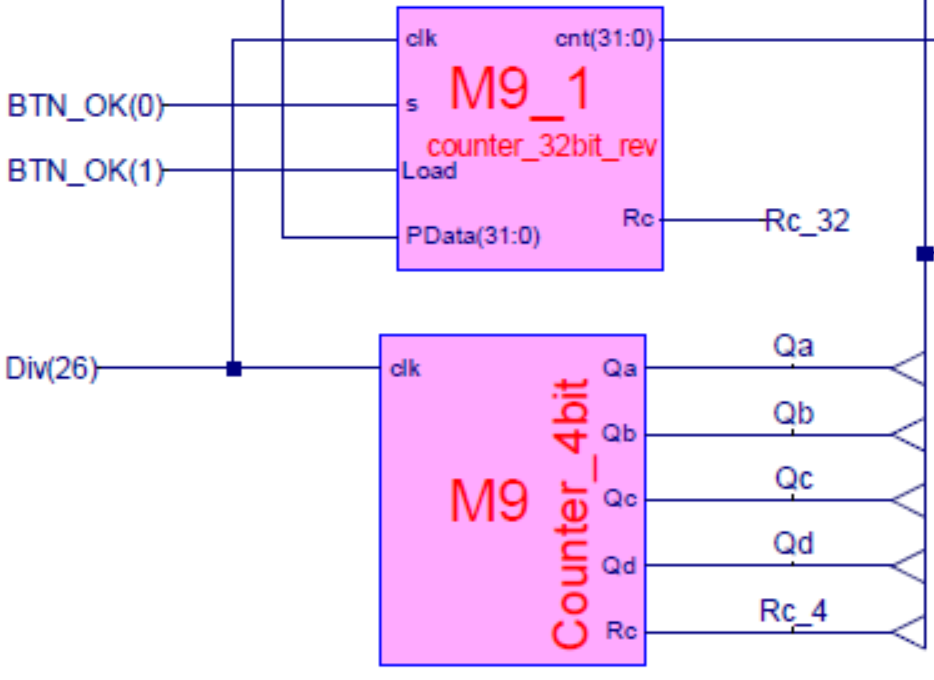 clk
cnt(31:0)
BTN_OK(0)
s
M9_1
counter_32bit_rev
BTN_OK(1)
Load
PData(31:0)
Rc
Rc_32
Div(26)
clk
Qa
Qa
Qb
Qb
M9
Counter_4bit
Qc
Qc
Qd
Qd
Rc
Rc_4